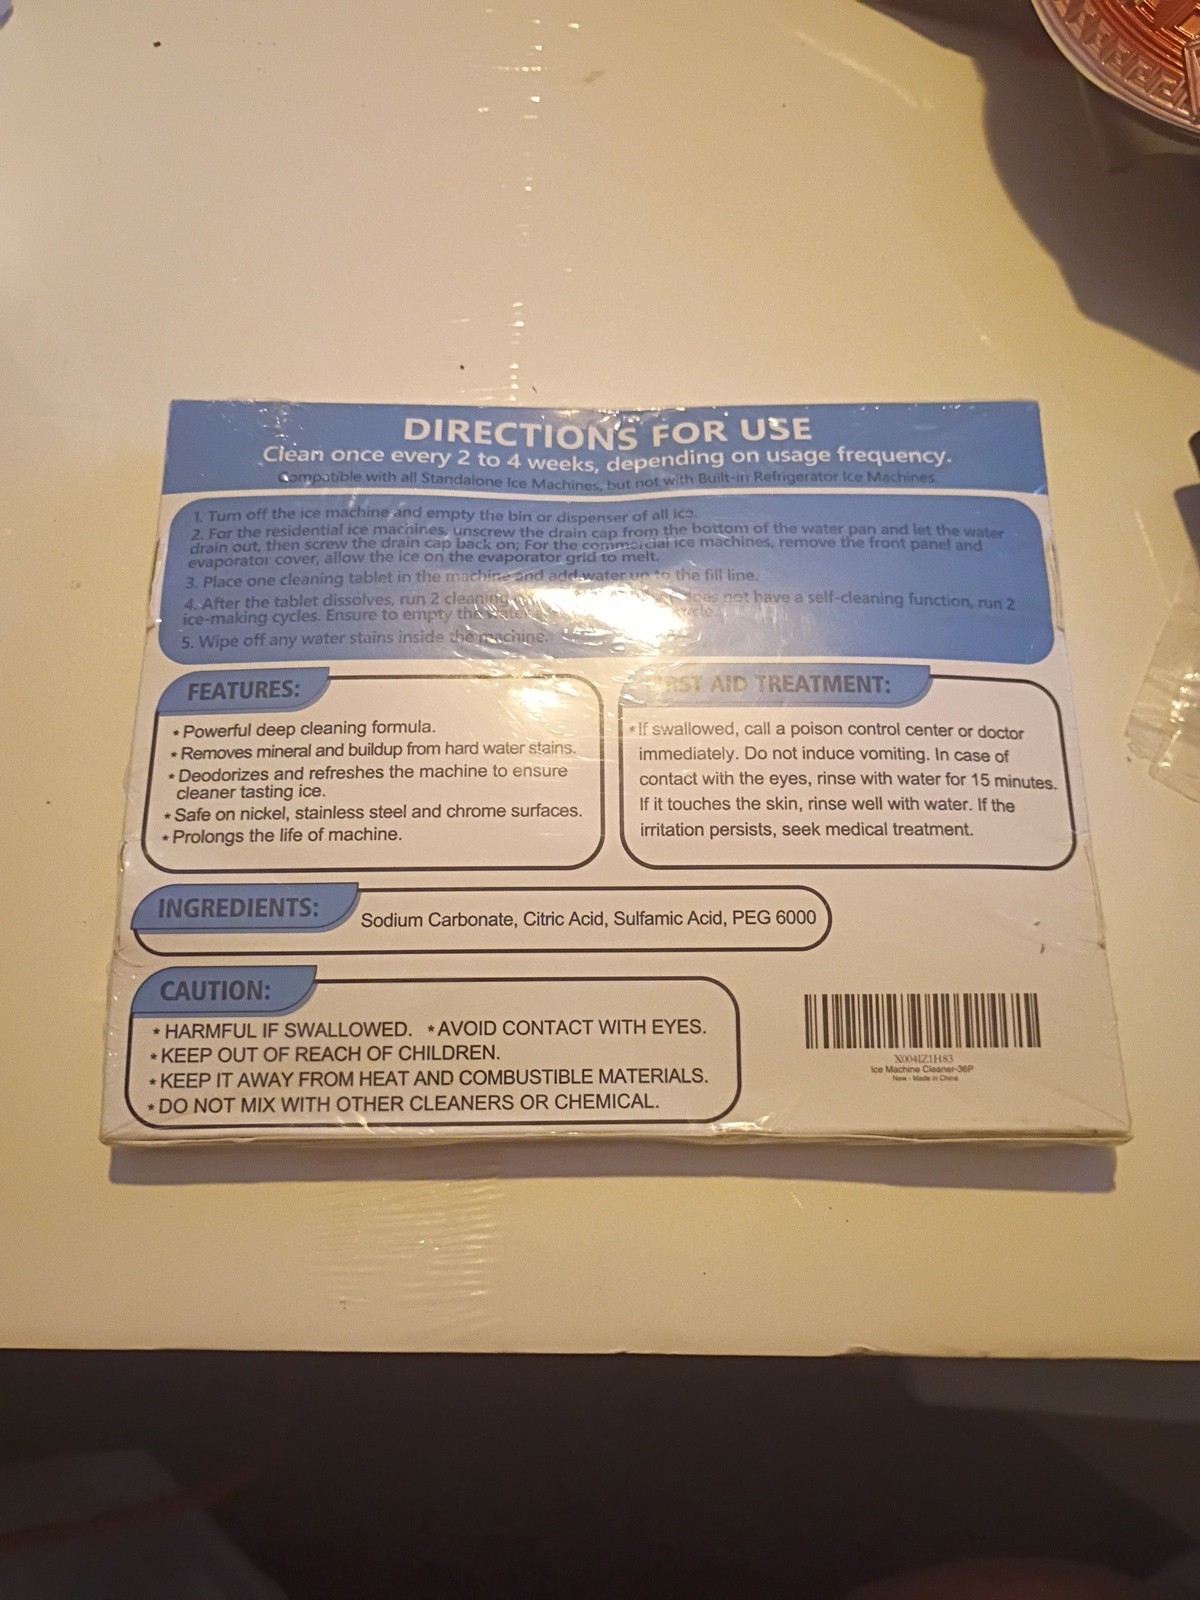 DIRECTIONS FOR USE
Clean once every 2 to 4 weeks, depending on usage frequency.
Compatible with all Standalone Ice Machines, but not with Built-in Refrigerator Ice Machines
1. Turn off the ice machine and empty the bin or dispenser of all ice.
2. For the residential ice machines, unscrew the drain cap from the bottom of the water pan and let the water
drain out, then screw the drain cap back on; For the commercial ice machines, remove the front panel and
evaporator cover, allow the ice on the evaporator grid to melt.
3. Place one cleaning tablet in the machine and add water up to the fill line.
4. After the tablet dissolves, run 2 cleaning does not have a self-cleaning function, run 2
ice-making cycles. Ensure to empty the water cycle
5. Wipe off any water stains inside the machine.
FEATURES:
* Powerful deep cleaning formula.
* Removes mineral and buildup from hard water stains.
* Deodorizes and refreshes the machine to ensure
cleaner tasting ice.
* Safe on nickel, stainless steel and chrome surfaces.
* Prolongs the life of machine.
FIRST AID TREATMENT:
* If swallowed, call a poison control center or doctor
immediately. Do not induce vomiting. In case of
contact with the eyes, rinse with water for 15 minutes.
If it touches the skin, rinse well with water. If the
irritation persists, seek medical treatment.
INGREDIENTS:
Sodium Carbonate, Citric Acid, Sulfamic Acid, PEG 6000
CAUTION:
* HARMFUL IF SWALLOWED. * AVOID CONTACT WITH EYES.
* KEEP OUT OF REACH OF CHILDREN.
* KEEP IT AWAY FROM HEAT AND COMBUSTIBLE MATERIALS.
* DO NOT MIX WITH OTHER CLEANERS OR CHEMICAL.
X004IZ1H83
Ice Machine Cleaner-36P
New - Made in China